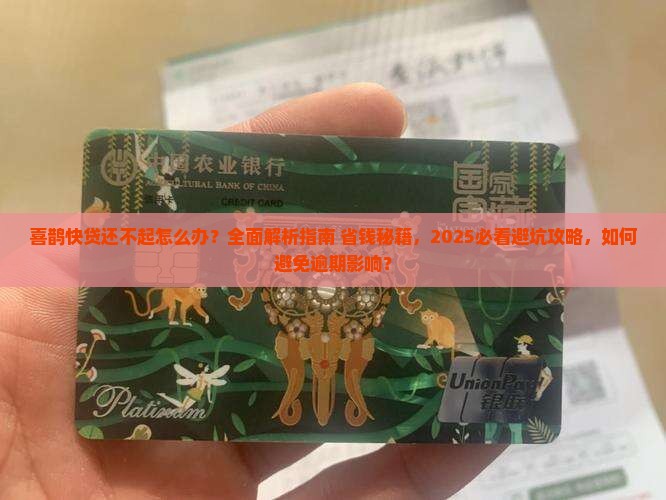 中国农业银行
AGRICULTURAL BANK OF CHINA
CREDIT CARD
国家
喜鹊快贷还不起怎么办？全面解析指南 省钱秘籍，2025必看避坑攻略，如何
避免逾期影响？
UnionPay
银联
Platinum